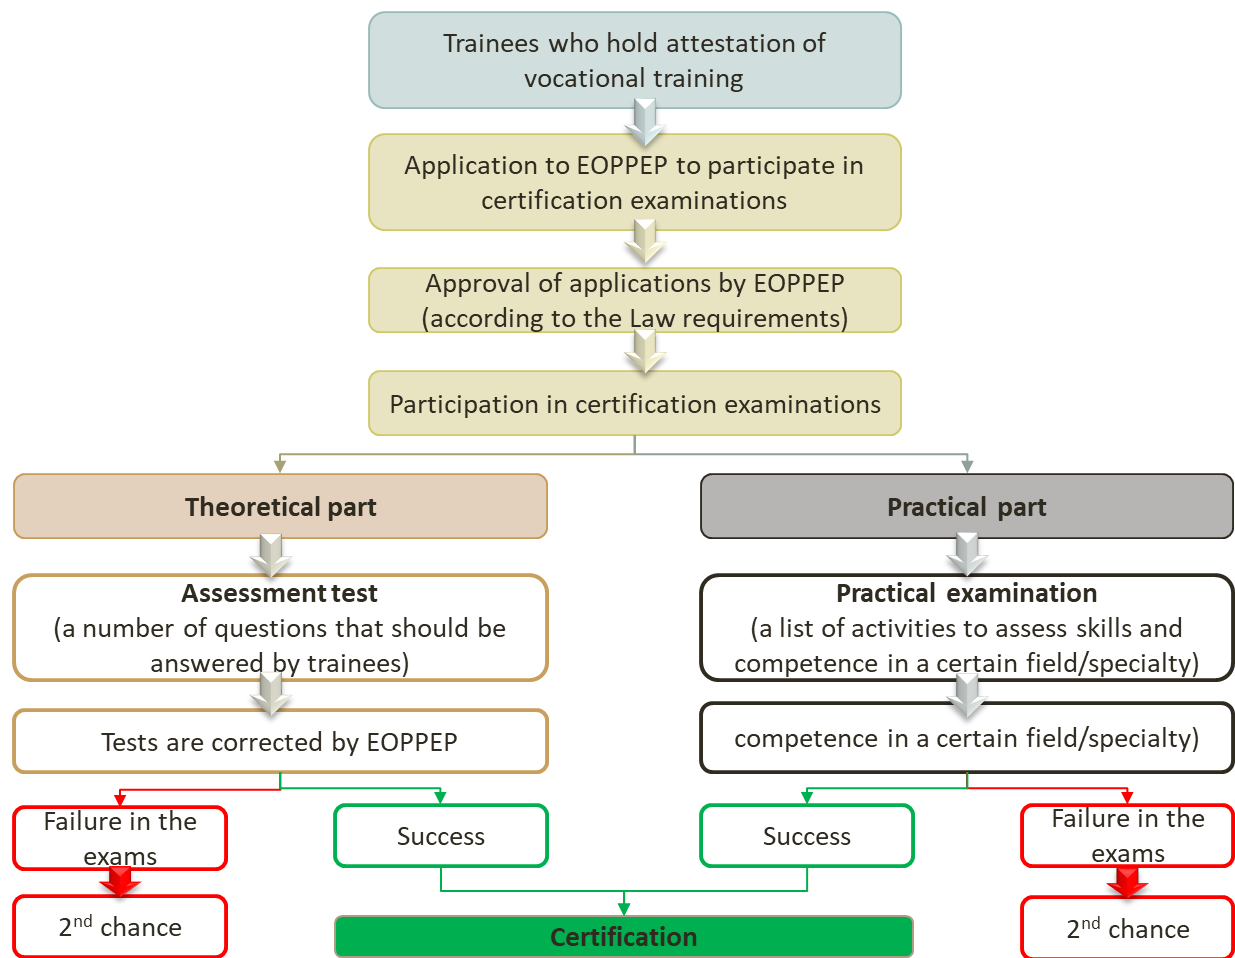 Trainees who hold attestation of
vocational training
Application to EOPPEP to participate in
certification examinations
Approval of applications by EOPPEP
(according to the Law requirements)
Participation in certification examinations
Theoretical part
Practical part
Assessment test
(a number of questions that should be
answered by trainees)
Practical examination
(a list of activities to assess skills and
competence in a certain field/specialty)
Tests are corrected by EOPPEP
competence in a certain field/specialty)
Failure in the
exams
Success
Success
Failure in the
exams
2nd chance
Certification
2nd chance